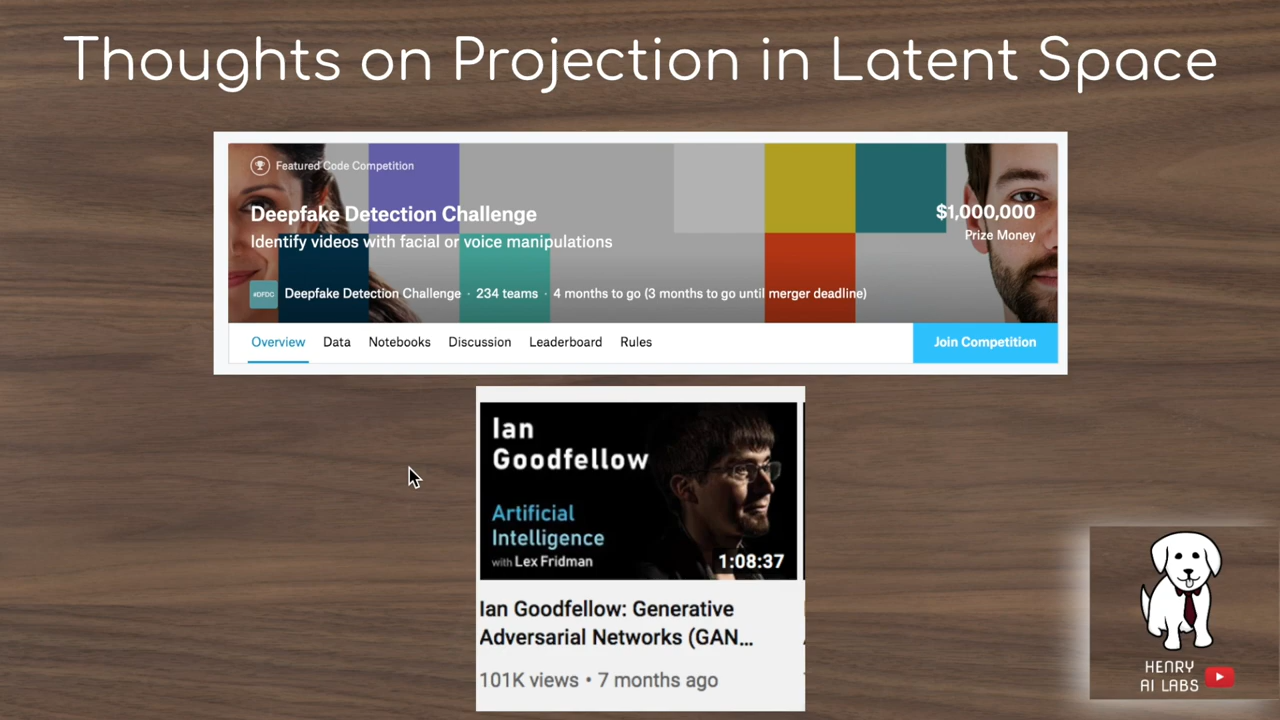 Thoughts on Projection in Latent Space
Featured Code Competition
Deepfake Detection Challenge
$1,000,000
Identify videos with facial or voice manipulations
Prize Money
#DFDC
Deepfake Detection Challenge · 234 teams · 4 months to go (3 months to go until merger deadline)
Overview Data Notebooks Discussion Leaderboard Rules Join Competition
Ian
Goodfellow
Artificial
Intelligence
with Lex Fridman
1:08:37
Ian Goodfellow: Generative
Adversarial Networks (GAN...
101K views • 7 months ago
HENRY
AI LABS